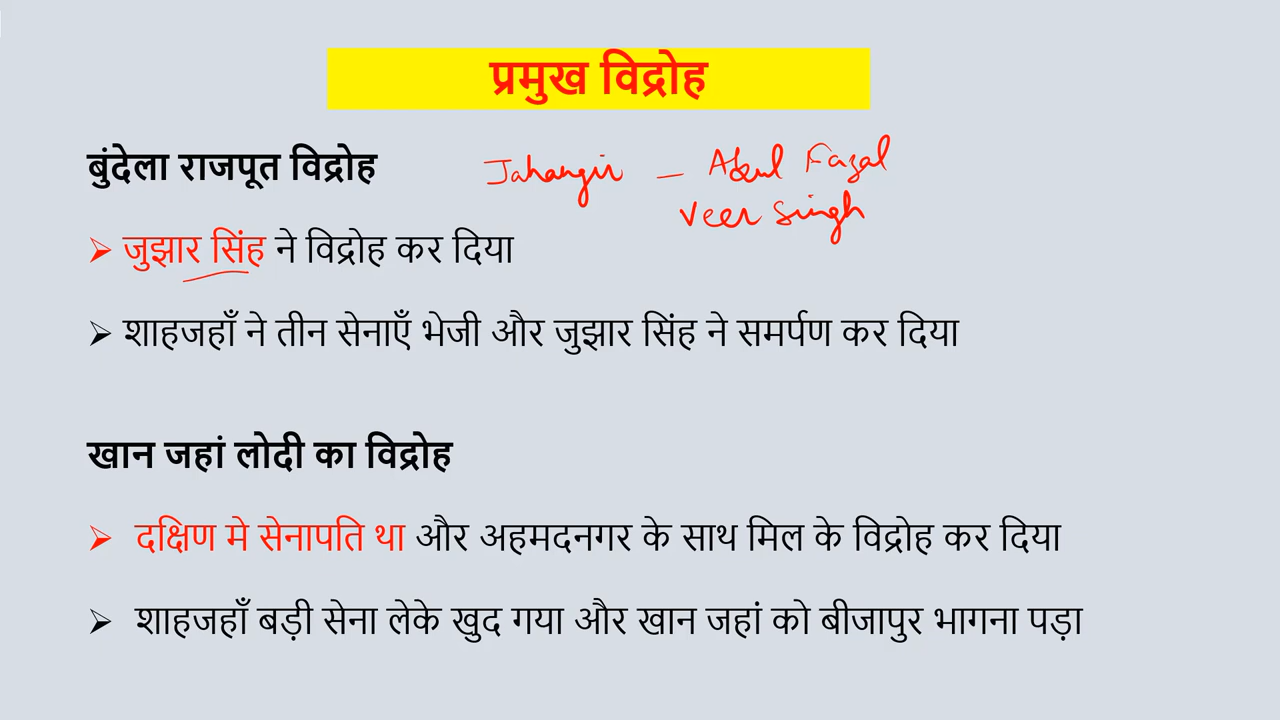 प्रमुख विद्रोह
बुंदेला राजपूत विद्रोह
Jahangir – Abul Fazal
Veer Singh
➢ जुझार सिंह ने विद्रोह कर दिया
➢ शाहजहाँ ने तीन सेनाएँ भेजी और जुझार सिंह ने समर्पण कर दिया
खान जहां लोदी का विद्रोह
➢ दक्षिण मे सेनापति था और अहमदनगर के साथ मिल के विद्रोह कर दिया
➢ शाहजहाँ बड़ी सेना लेके खुद गया और खान जहां को बीजापुर भागना पड़ा